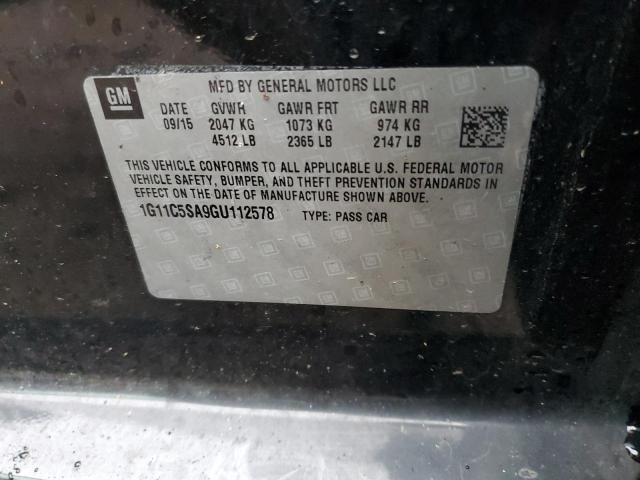 GM
MFD BY GENERAL MOTORS LLC
DATE GVWR GAWR FRT GAWR RR
09/15 2047 KG 1073 KG 974 KG
4512 LB 2365 LB 2147 LB
THIS VEHICLE CONFORMS TO ALL APPLICABLE U.S. FEDERAL MOTOR
VEHICLE SAFETY, BUMPER, AND THEFT PREVENTION STANDARDS IN
EFFECT ON THE DATE OF MANUFACTURE SHOWN ABOVE.
1G11C5SA9GU112578 TYPE: PASS CAR